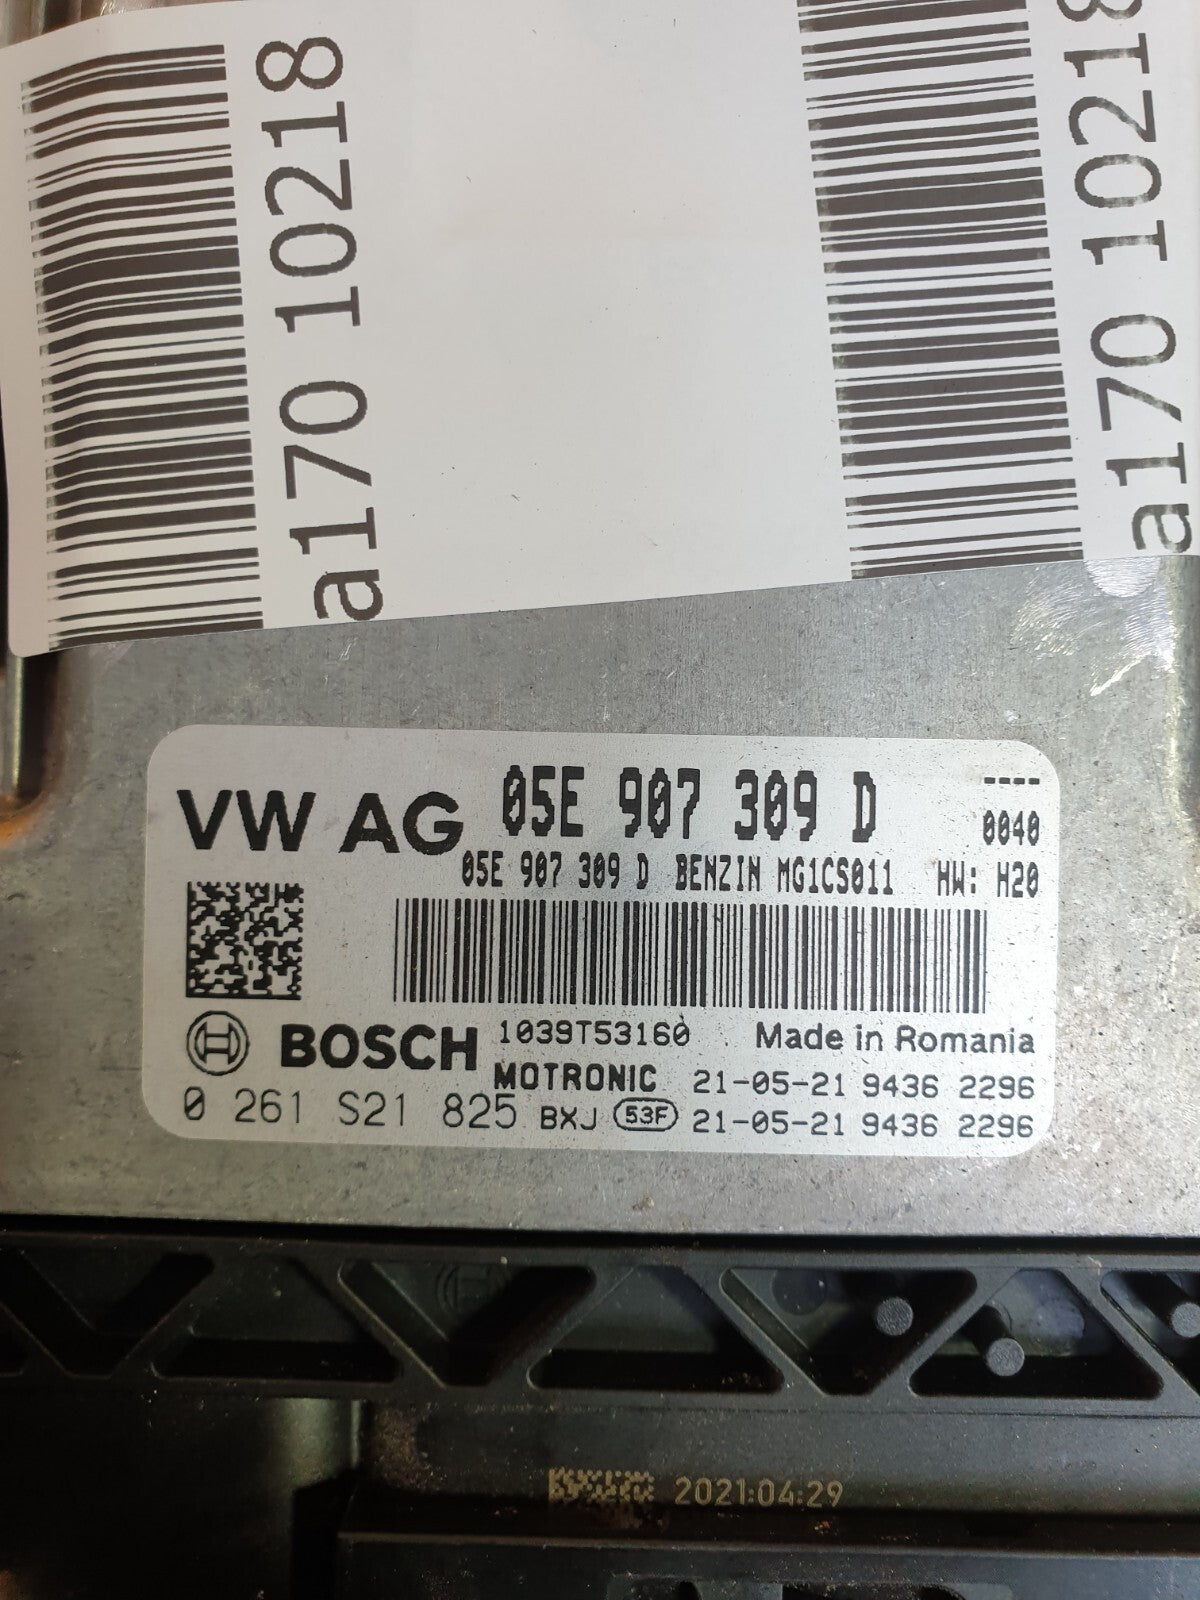 a170 10218
a170 10218
VW AG 05E 907 309 D ----
0040
05E 907 309 D BENZIN MG1CS011 HW: H20
BOSCH 1039T53160 Made in Romania
MOTRONIC 21-05-21 9436 2296
0 261 S21 825 BXJ 53F 21-05-21 9436 2296
2021:04:29